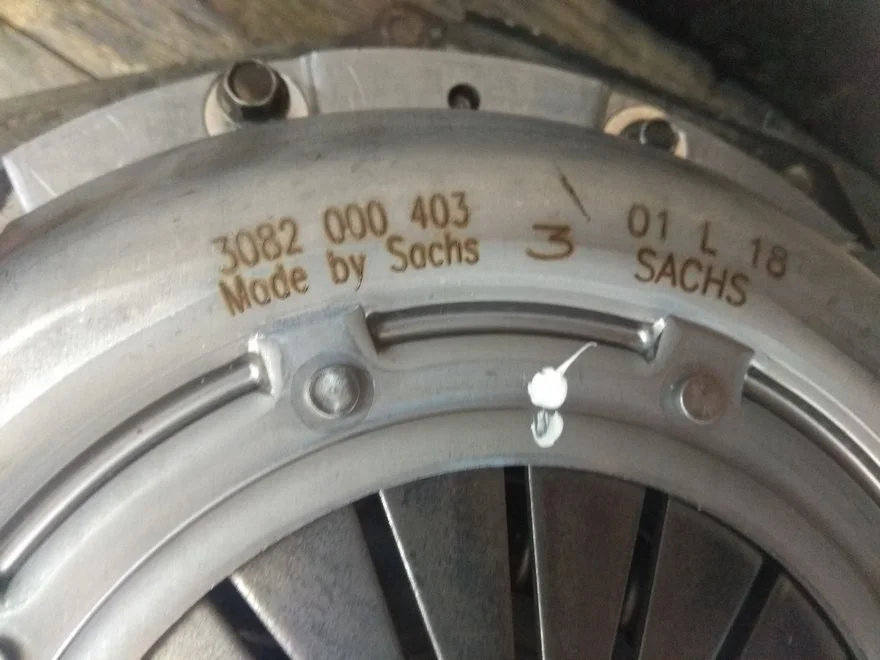 3082 000 403
Made by Sachs
3
01 L 18
SACHS